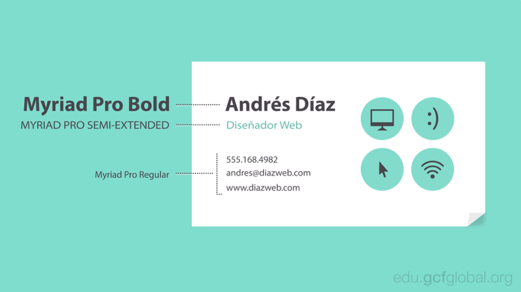 Myriad Pro Bold
Andrés Díaz
MYRIAD PRO SEMI-EXTENDED
Diseñador Web
:)
Myriad Pro Regular
555.168.4982
andres@diazweb.com
www.diazweb.com
edu.gcfglobal.org